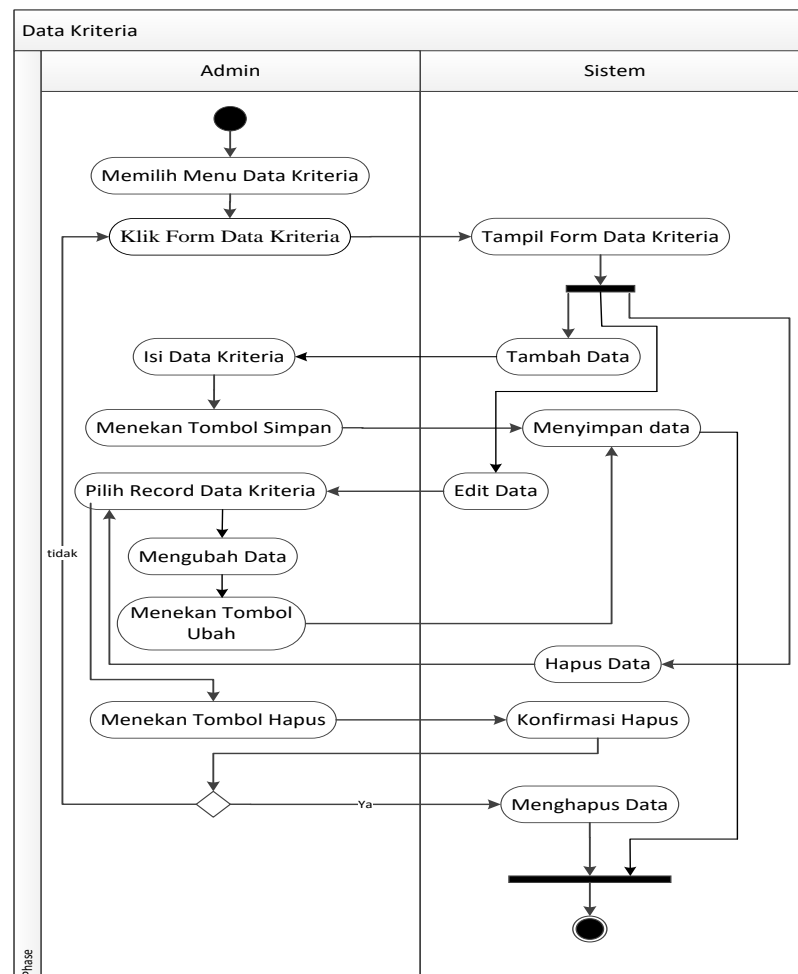 Data Kriteria
Admin
Sistem
Memilih Menu Data Kriteria
Klik Form Data Kriteria
Tampil Form Data Kriteria
Isi Data Kriteria
Tambah Data
Menekan Tombol Simpan
Menyimpan data
Pilih Record Data Kriteria
Edit Data
tidak
Mengubah Data
Menekan Tombol
Ubah
Hapus Data
Menekan Tombol Hapus
Konfirmasi Hapus
Ya
Menghapus Data
Phase